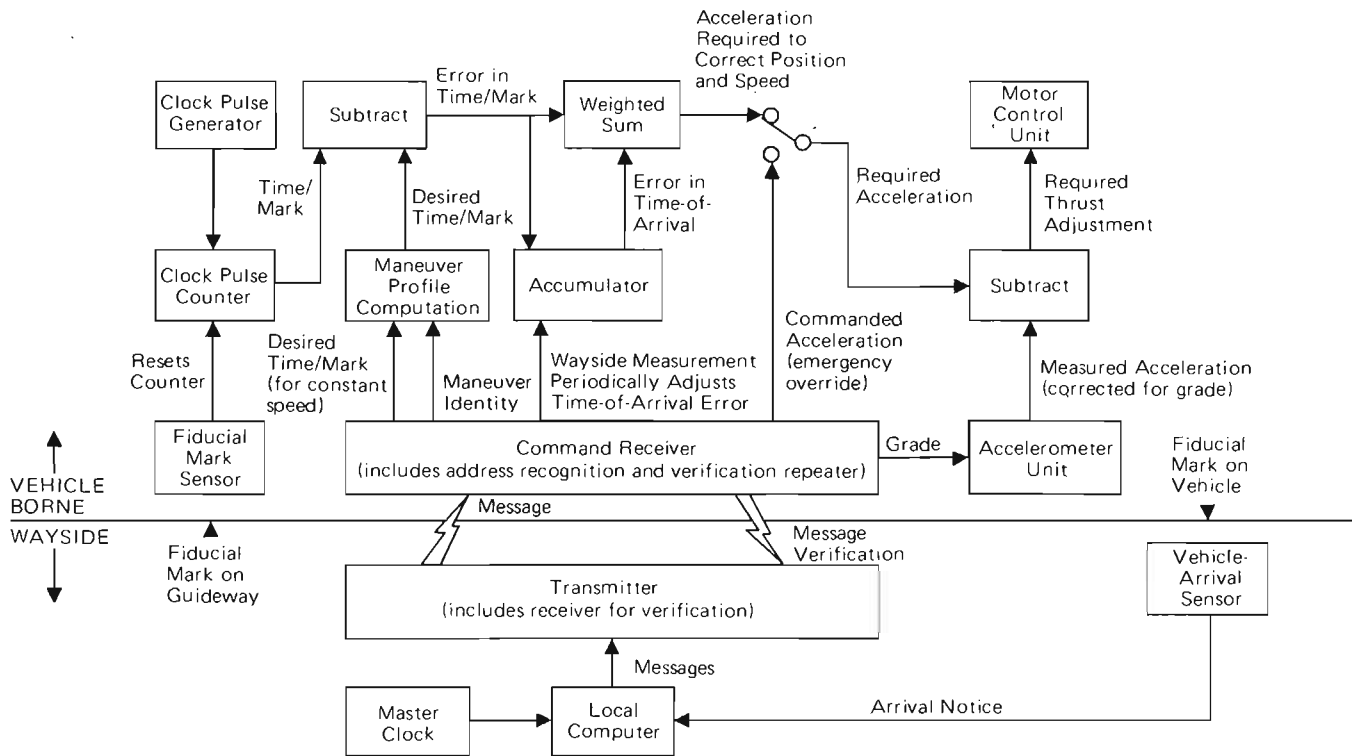 Acceleration
Required to
Correct Position
and Speed
Error in
Time/Mark
Clock Pulse
Generator
Subtract
Weighted
Sum
Motor
Control
Unit
Time/
Mark
Desired
Time/Mark
Error in
Time-of-
Arrival
Required
Acceleration
Required
Thrust
Adjustment
Clock Pulse
Counter
Maneuver
Profile
Computation
Accumulator
Subtract
Resets
Counter
Desired
Time/Mark
(for constant
speed)
Maneuver
Identity
Wayside Measurement
Periodically Adjusts
Time-of-Arrival Error
Commanded
Acceleration
(emergency
override)
Measured Acceleration
(corrected for grade)
Fiducial
Mark
Sensor
Command Receiver
(includes address recognition and verification repeater)
Grade
Accelerometer
Unit
Fiducial
Mark on
Vehicle
VEHICLE
BORNE
WAYSIDE
Message
Message
Verification
Fiducial
Mark on
Guideway
Transmitter
(includes receiver for verification)
Vehicle-
Arrival
Sensor
Messages
Master
Clock
Local
Computer
Arrival Notice